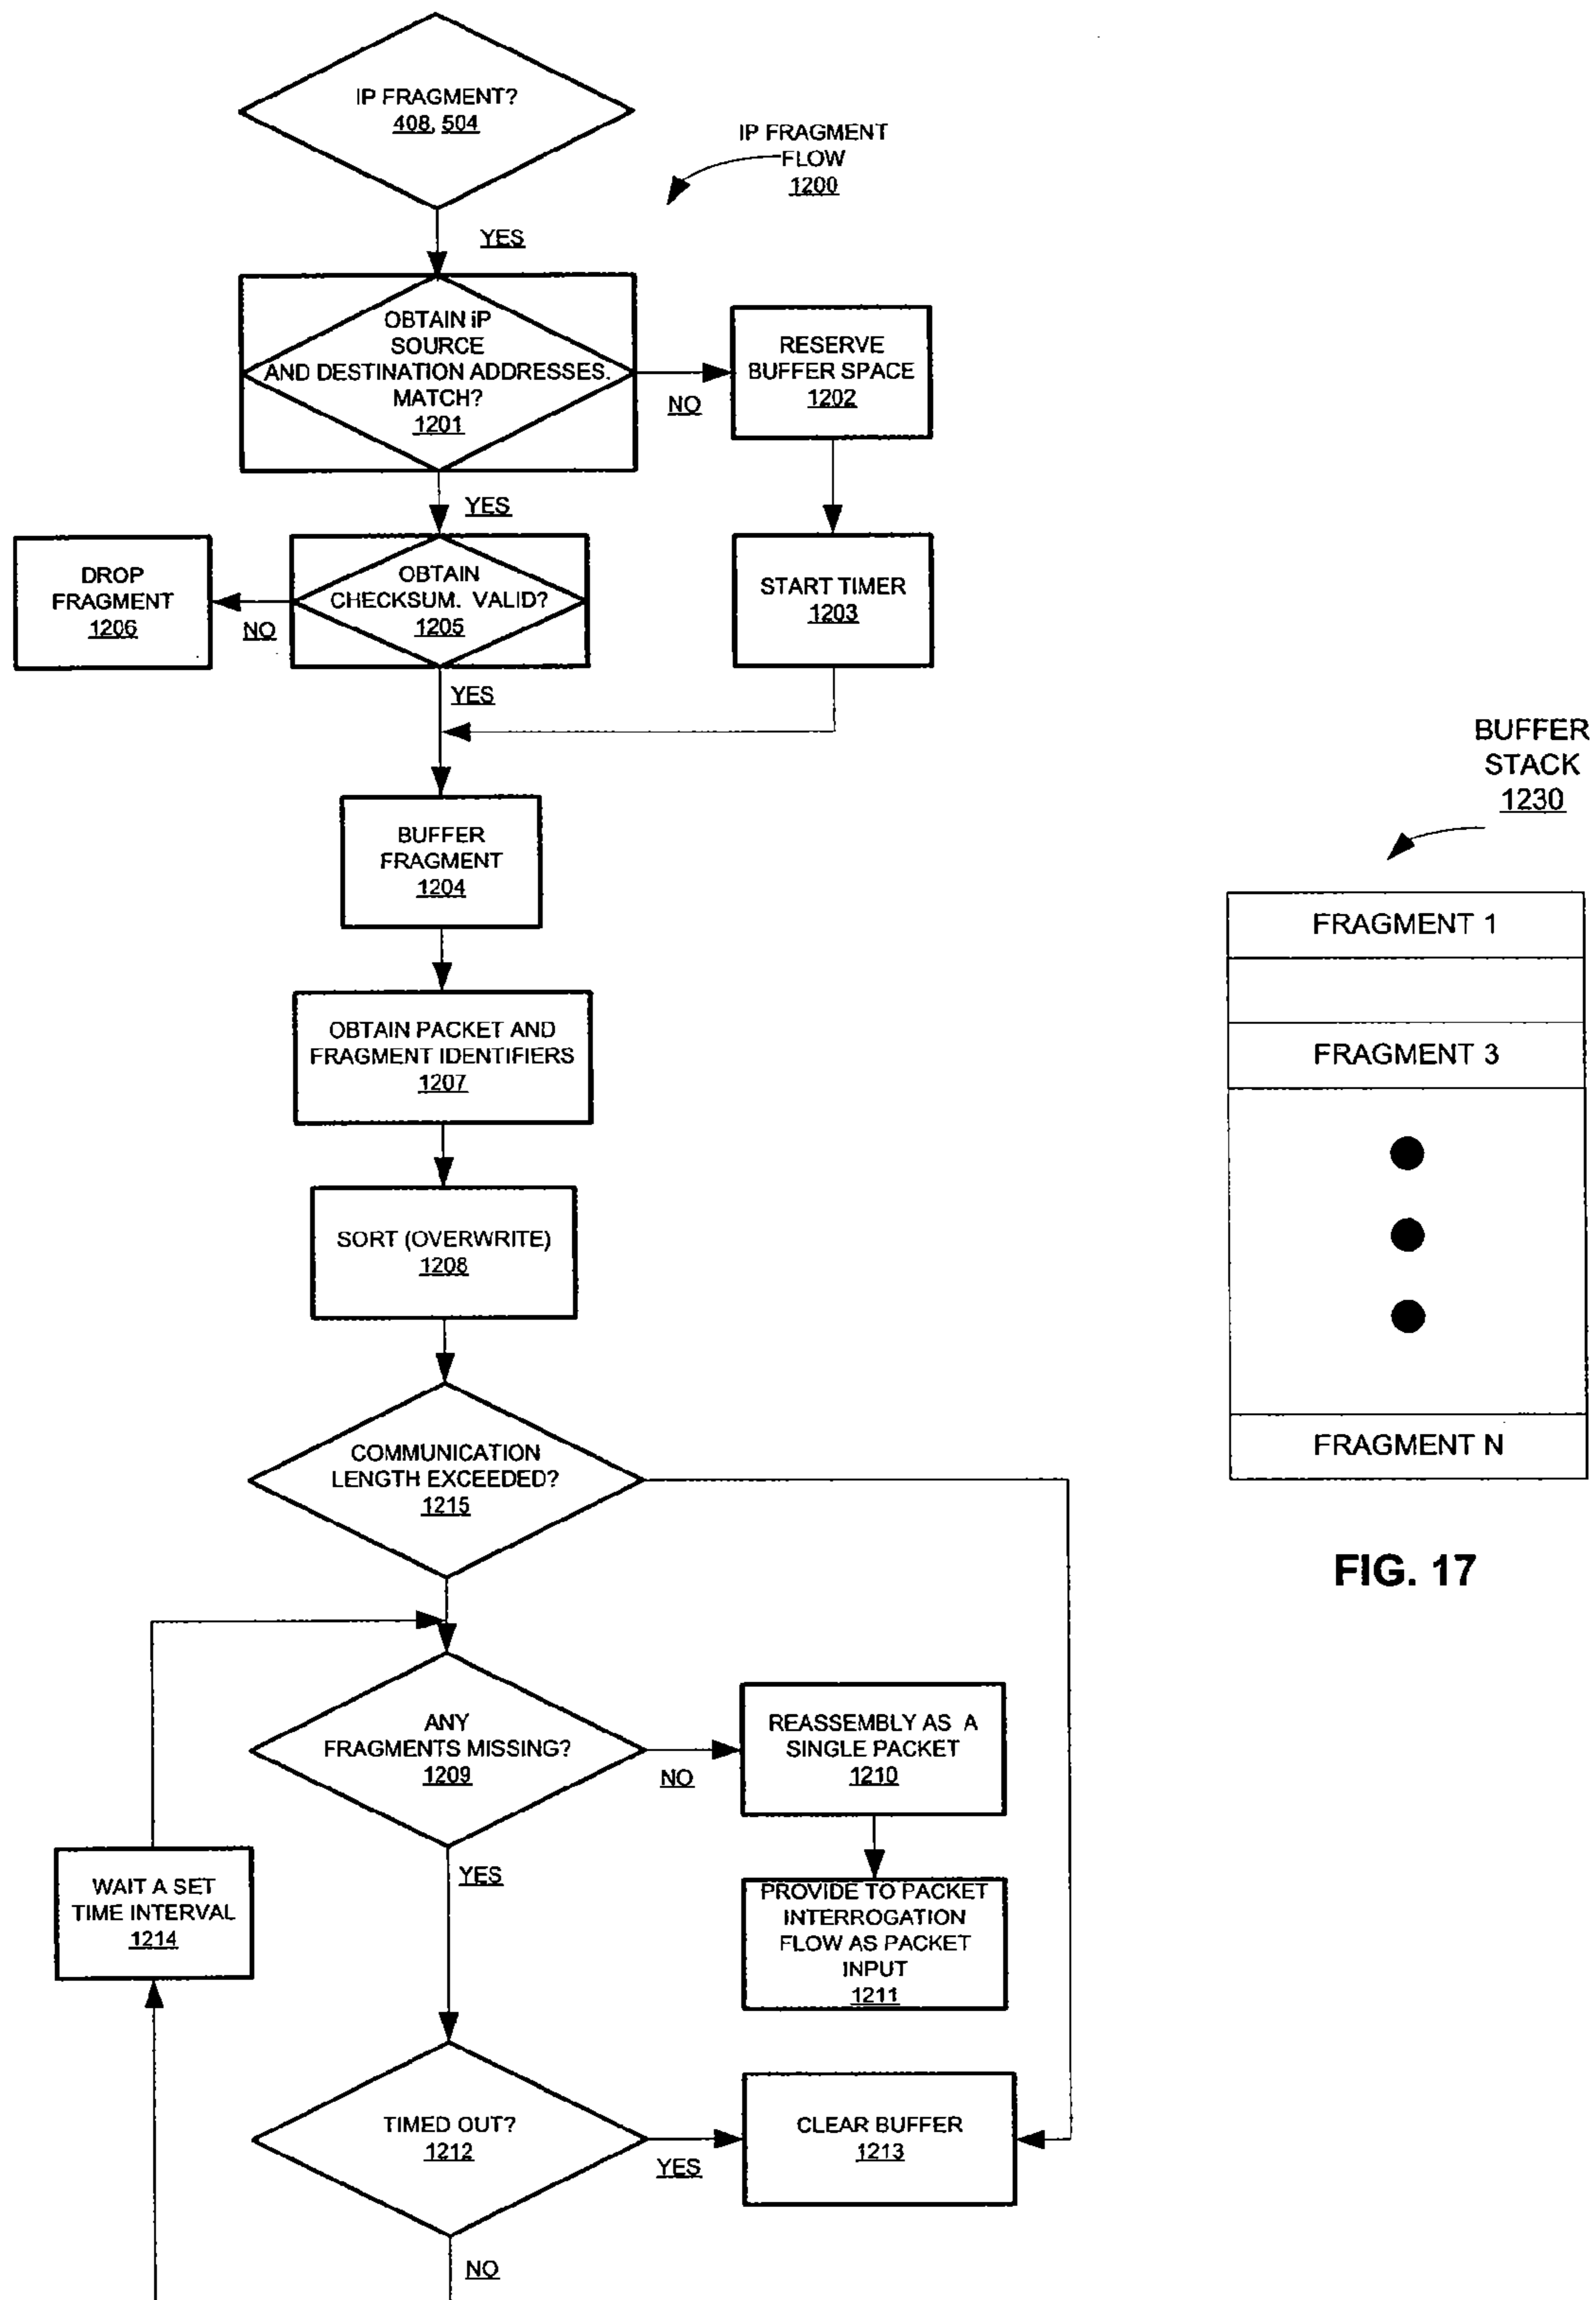 IP FRAGMENT?
408, 504
IP FRAGMENT
FLOW
1200
YES
OBTAIN IP
SOURCE
AND DESTINATION ADDRESSES.
MATCH?
1201
NO
RESERVE
BUFFER SPACE
1202
YES
DROP
FRAGMENT
1206
NO
OBTAIN
CHECKSUM. VALID?
1205
START TIMER
1203
YES
BUFFER
FRAGMENT
1204
OBTAIN PACKET AND
FRAGMENT IDENTIFIERS
1207
SORT (OVERWRITE)
1208
COMMUNICATION
LENGTH EXCEEDED?
1215
ANY
FRAGMENTS MISSING?
1209
NO
REASSEMBLY AS A
SINGLE PACKET
1210
YES
WAIT A SET
TIME INTERVAL
1214
PROVIDE TO PACKET
INTERROGATION
FLOW AS PACKET
INPUT
1211
TIMED OUT?
1212
YES
CLEAR BUFFER
1213
NO
BUFFER
STACK
1230
FRAGMENT 1
FRAGMENT 3
FRAGMENT N
FIG. 17